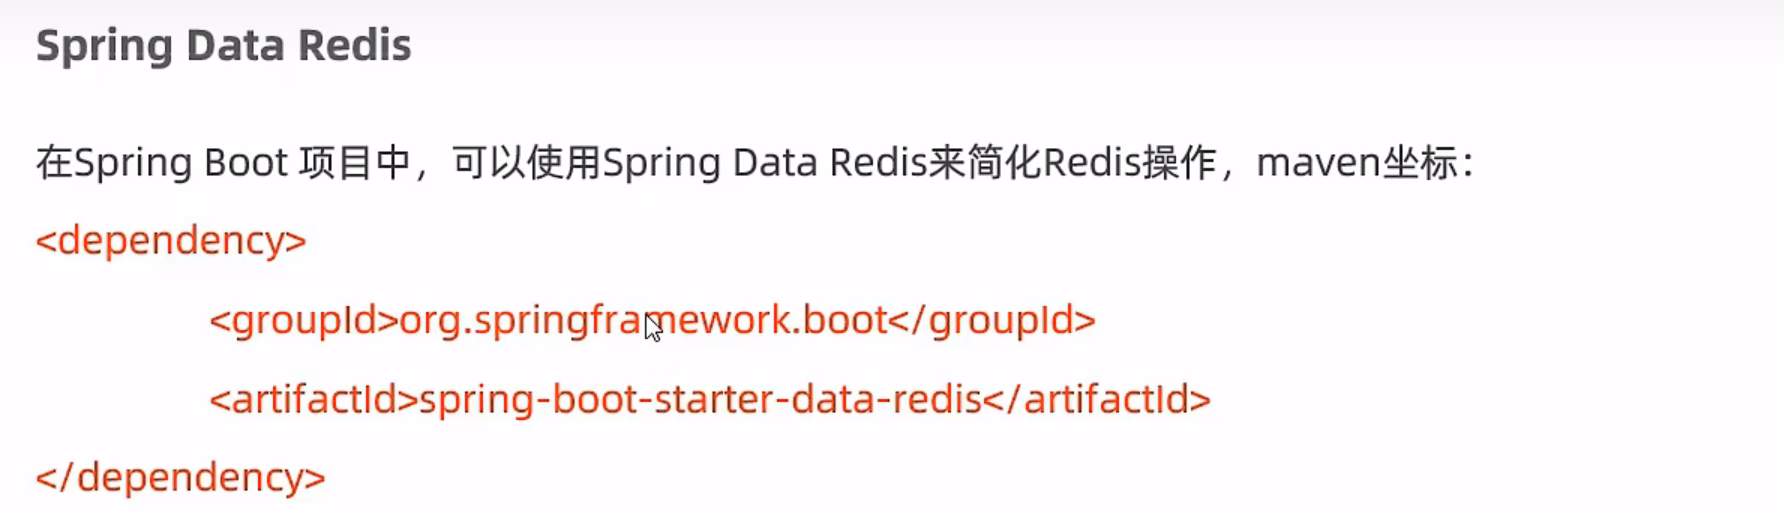 Spring Data Redis
在Spring Boot 项目中，可以使用Spring Data Redis来简化Redis操作，maven坐标：
<dependency>
<groupId>org.springframework.boot</groupId>
<artifactId>spring-boot-starter-data-redis</artifactId>
</dependency>